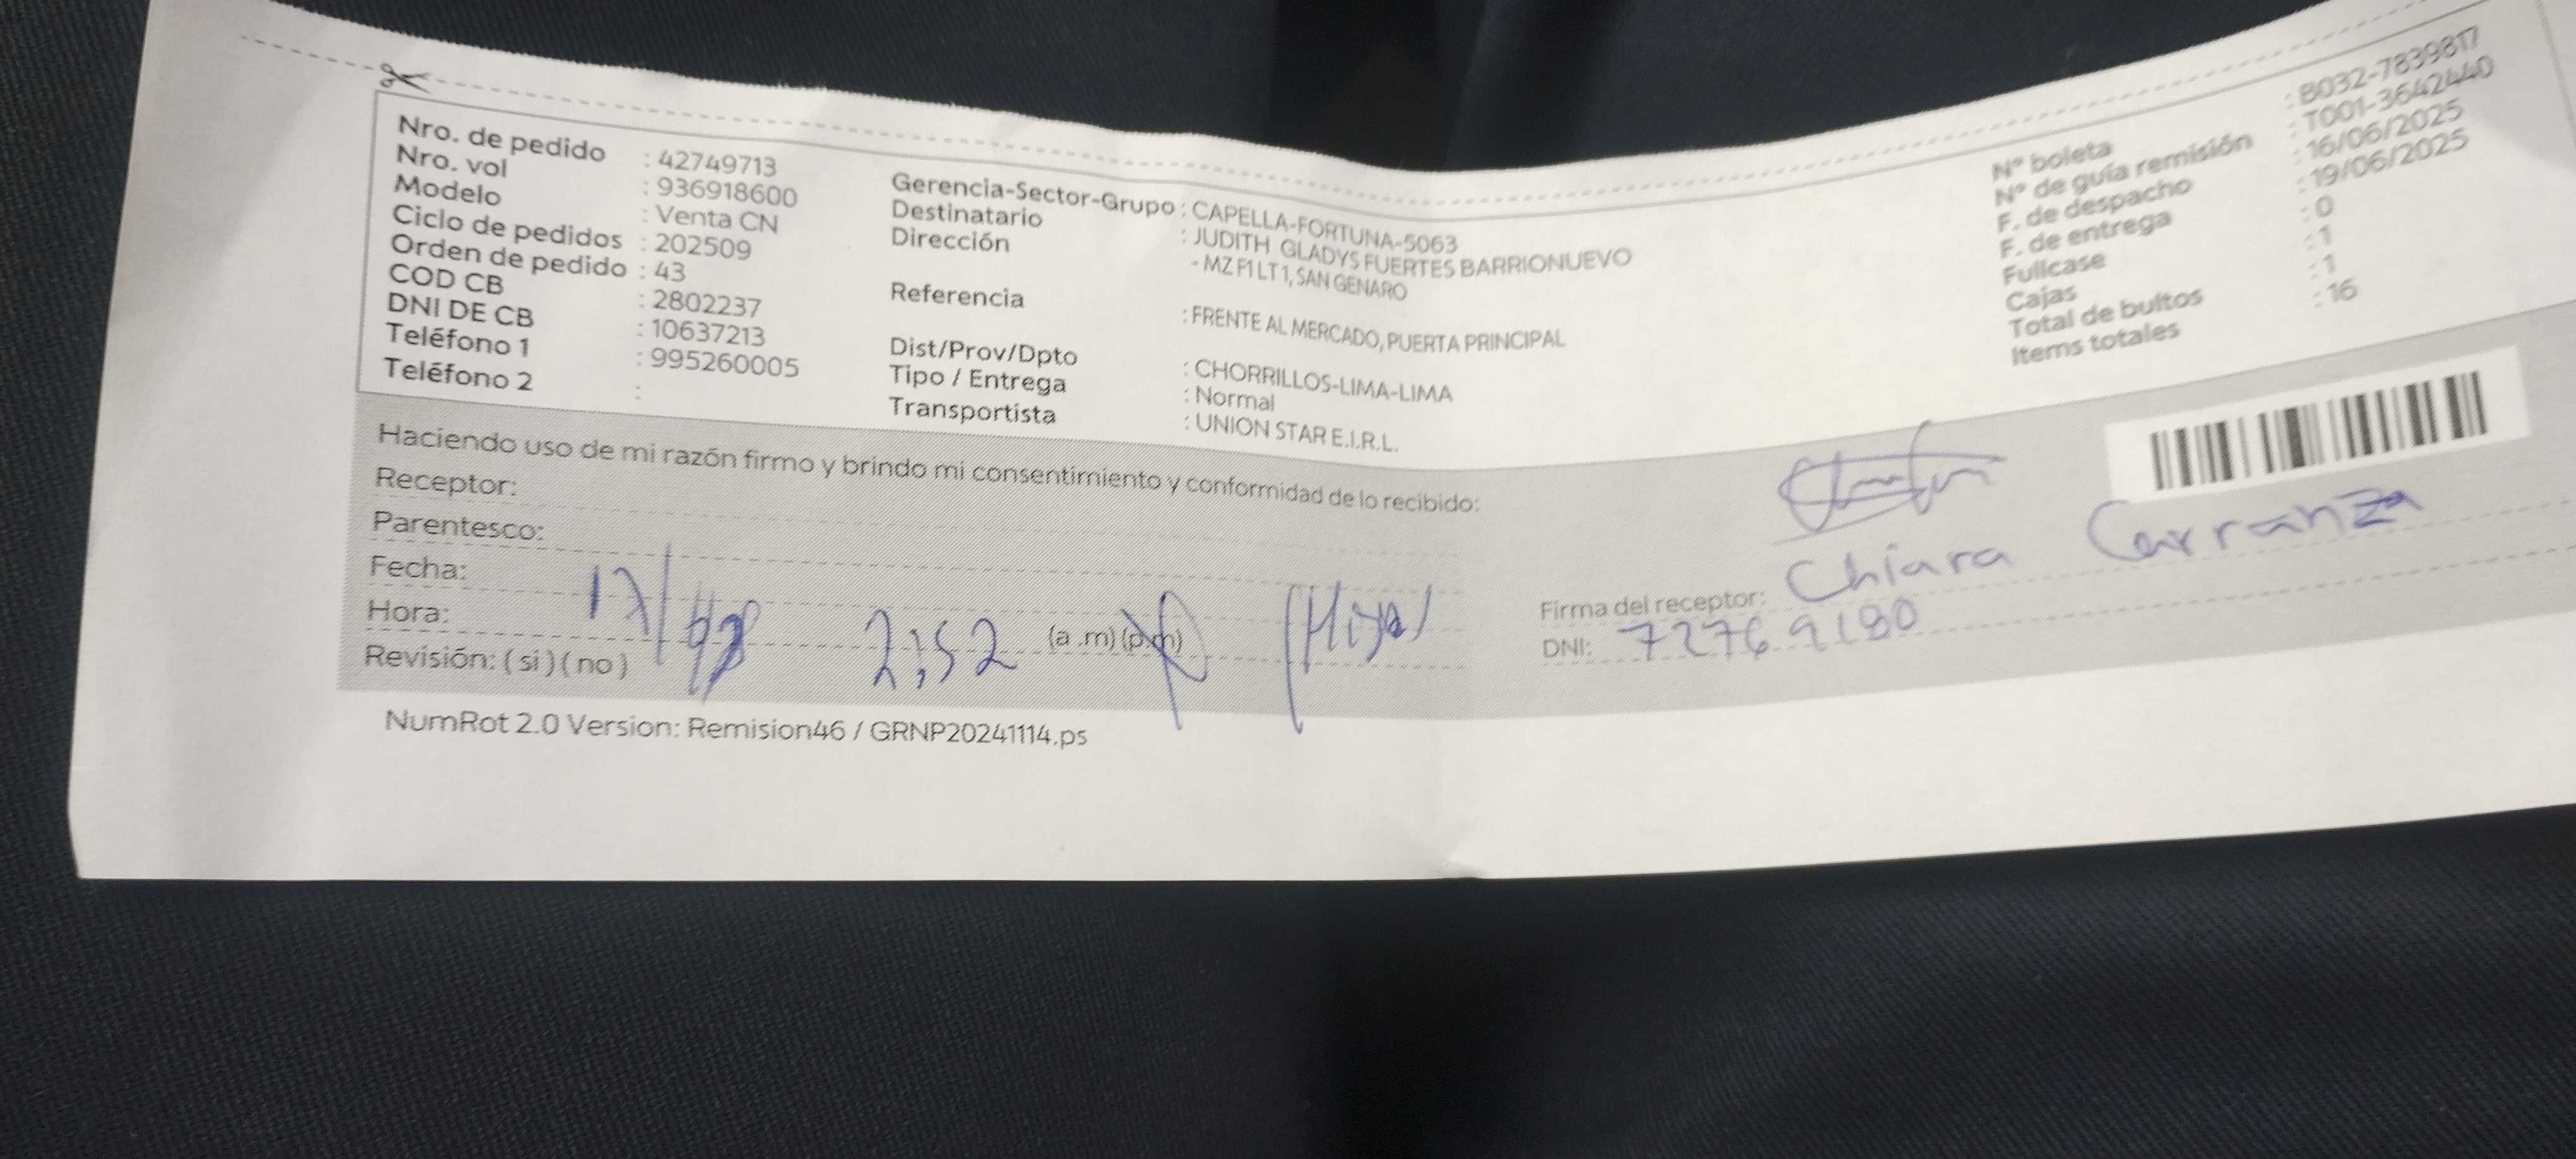 Nro. de pedido : 42749713
Nro. vol : 936918600
Modelo : Venta CN
Ciclo de pedidos : 202509
Orden de pedido : 43
COD CB : 2802237
DNI DE CB : 10637213
Teléfono 1 : 995260005
Teléfono 2 :
Gerencia-Sector-Grupo : CAPELLA-FORTUNA-5063
Destinatario : JUDITH GLADYS FUERTES BARRIONUEVO
Dirección - MZ F1 LT 1, SAN GENARO
Referencia : FRENTE AL MERCADO, PUERTA PRINCIPAL
Dist/Prov/Dpto : CHORRILLOS-LIMA-LIMA
Tipo / Entrega : Normal
Transportista : UNION STAR E.I.R.L.
N° boleta : B032-7839817
N° de guía remisión : T001-3642440
F. de despacho : 16/06/2025
F. de entrega : 19/06/2025
Fullcase : 0
Cajas : 1
Total de bultos : 1
Items totales : 16
Haciendo uso de mi razón firmo y brindo mi consentimiento y conformidad de lo recibido:
Receptor:
Parentesco:
Fecha: 17/
Hora: 2:52 (a.m)(p.m) (Hija)
Revisión: (si)(no)
Firma del receptor: Chiara Carranza
DNI: 72769180
NumRot 2.0 Version: Remision46 / GRNP20241114.ps